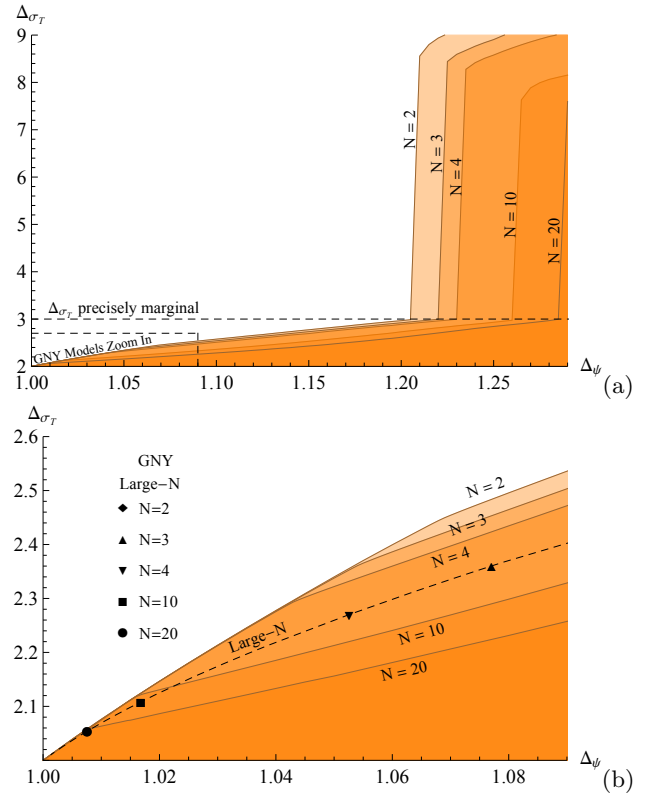 Δ_{σ_T}
9
8
7
6
5
4
3
2
N = 2
N = 3
N = 4
N = 10
N = 20
Δ_{σ_T} precisely marginal
GNY Models Zoom In
1.00 1.05 1.10 1.15 1.20 1.25
Δ_ψ
(a)
Δ_{σ_T}
2.6
2.5
2.4
2.3
2.2
2.1
GNY
Large-N
N=2
N=3
N=4
N=10
N=20
N = 2
N = 3
N = 4
Large-N
N = 10
N = 20
1.00 1.02 1.04 1.06 1.08
Δ_ψ
(b)